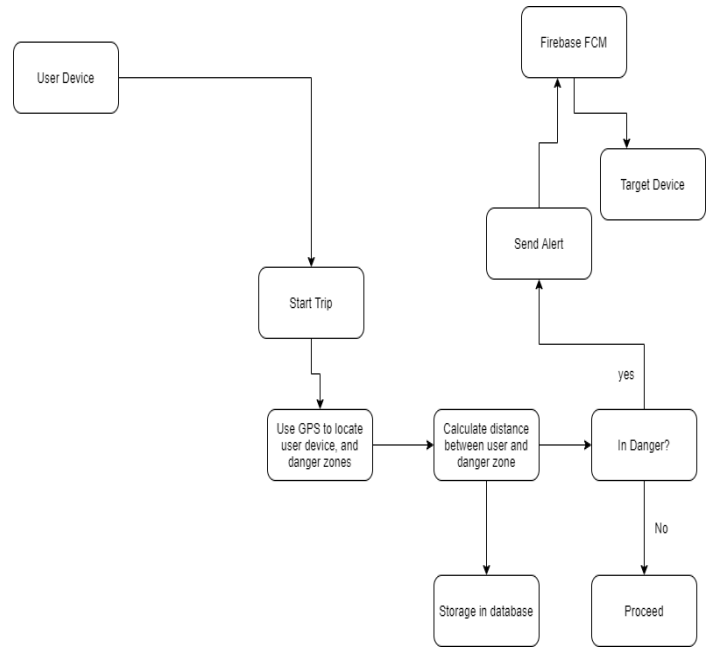 Firebase FCM
User Device
Target Device
Send Alert
Start Trip
yes
Use GPS to locate
user device, and
danger zones
Calculate distance
between user and
danger zone
In Danger?
No
Storage in database
Proceed